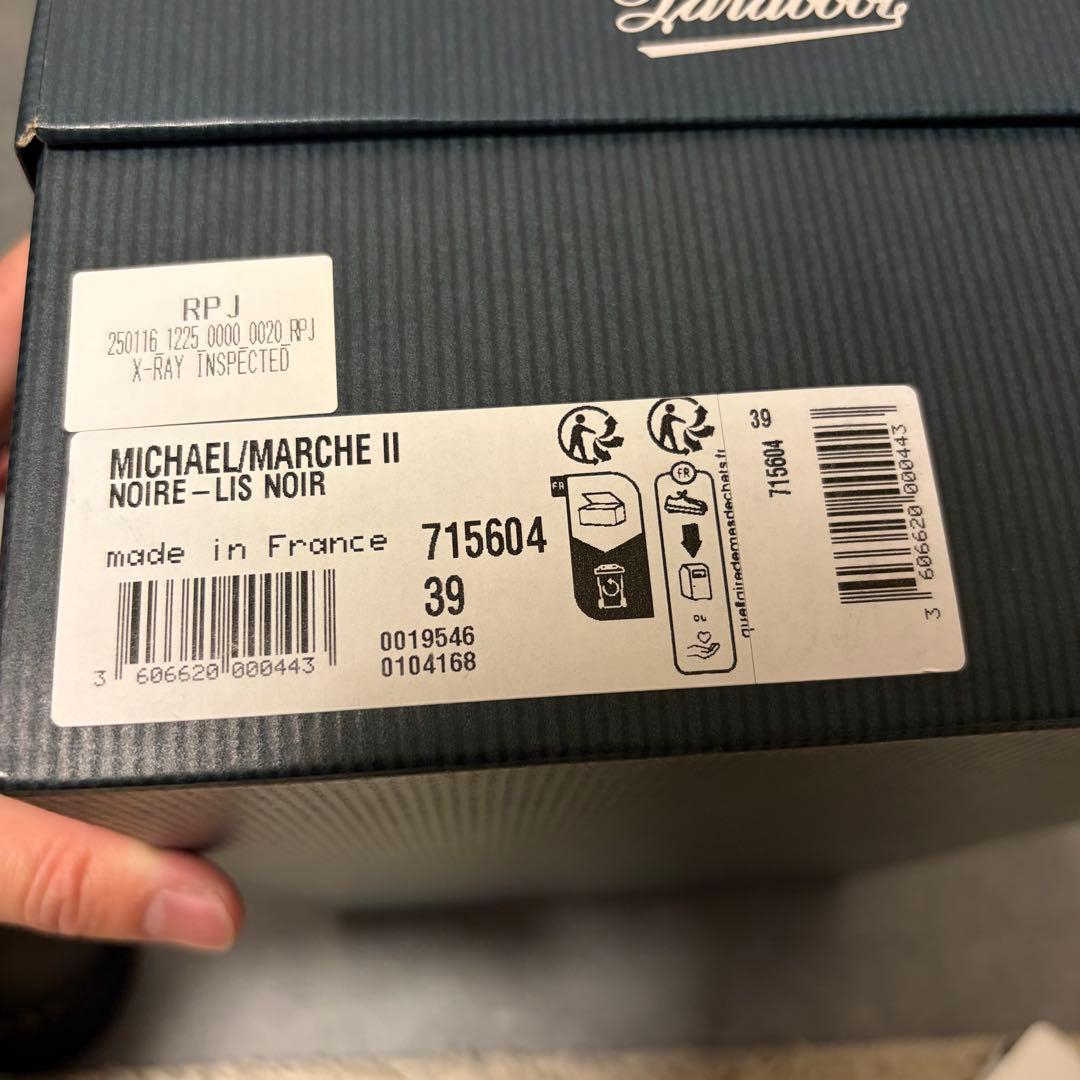 Paraboot
RPJ
250116_1225_0000_0020_RPJ
X-RAY INSPECTED
MICHAEL/MARCHE II
NOIRE-LIS NOIR
made in France
715604
39
0019546
0104168
3 606620 000443
FR
FR
quefairedemesdechets.fr
39
715604
3 606620 000443